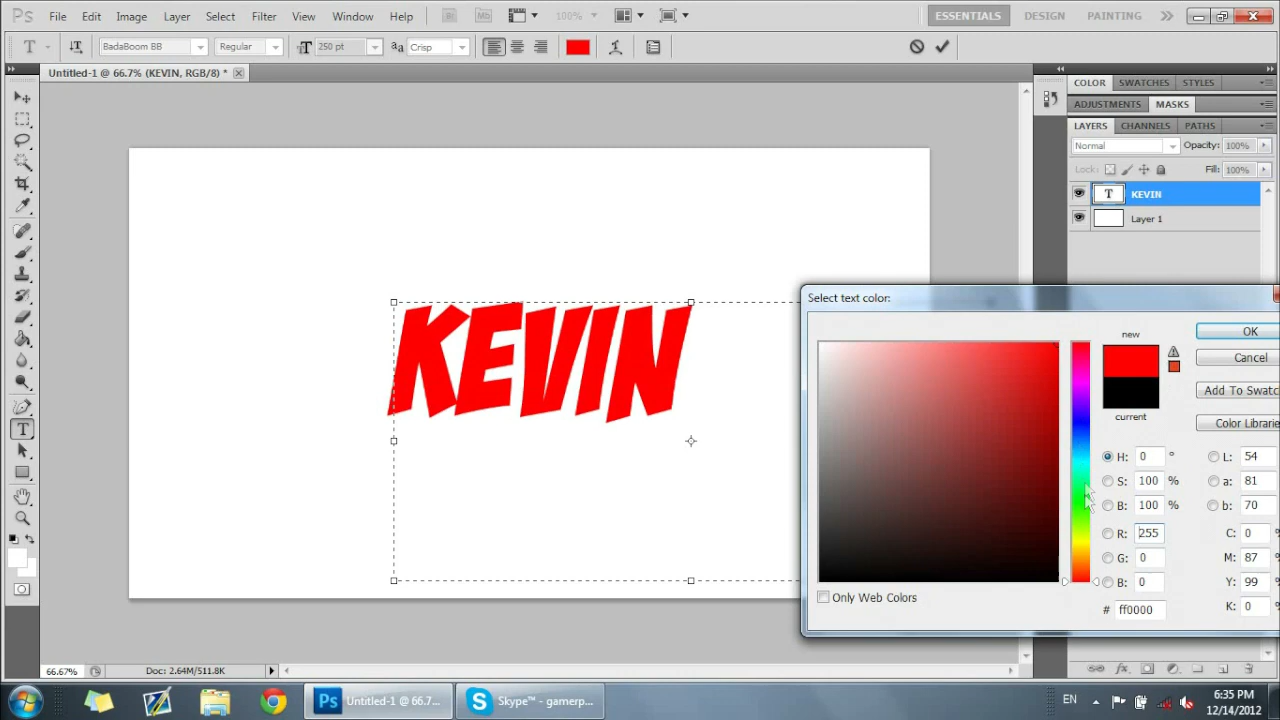 Ps File Edit Image Layer Select Filter View Window Help Br Mb 100% ESSENTIALS DESIGN PAINTING
T BadaBoom BB Regular 250 pt aa Crisp
Untitled-1 @ 66.7% (KEVIN, RGB/8) *
COLOR SWATCHES STYLES
ADJUSTMENTS MASKS
LAYERS CHANNELS PATHS
Normal Opacity: 100%
Lock: Fill: 100%
T KEVIN
Layer 1
KEVIN
Select text color:
new
current
OK
Cancel
Add To Swatc
Color Librarie
H: 0 ° L: 54
S: 100 % a: 81
B: 100 % b: 70
R: 255 C: 0 %
G: 0 M: 87 %
B: 0 Y: 99 %
# ff0000 K: 0 %
Only Web Colors
66.67% Doc: 2.64M/511.8K
Ps Untitled-1 @ 66.7... S Skype™ - gamerp... EN 6:35 PM
12/14/2012